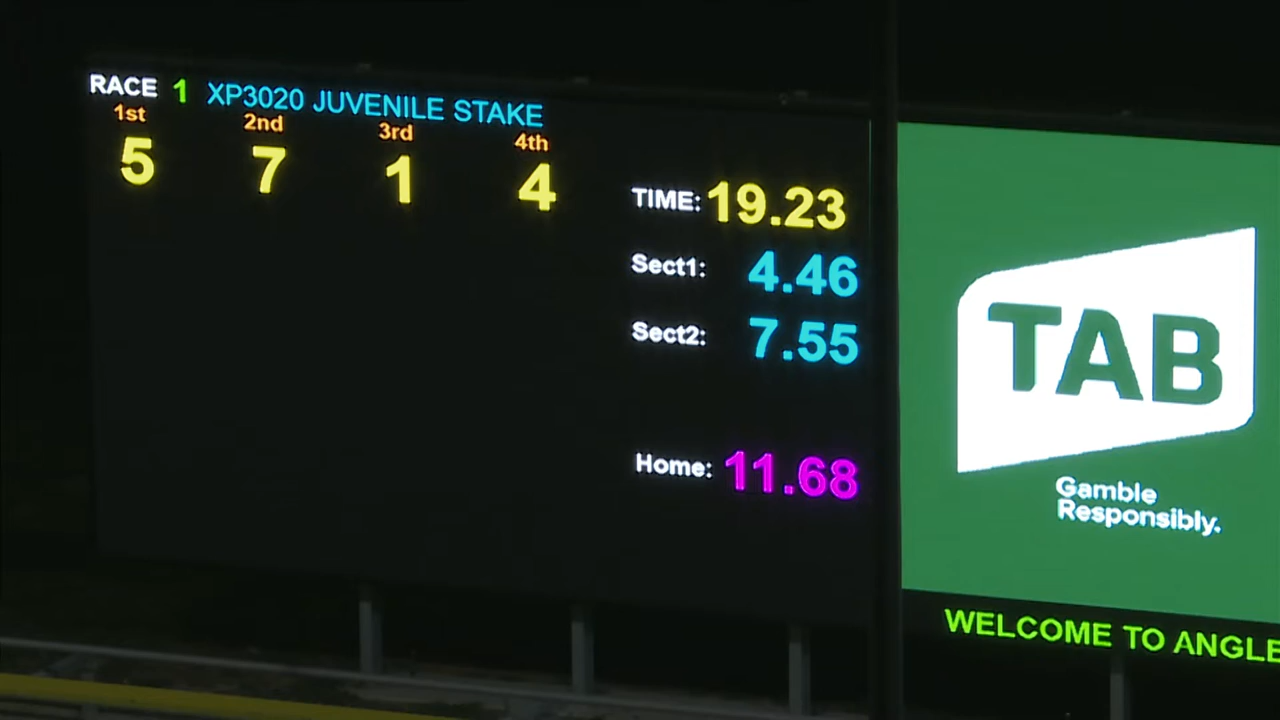 RACE 1 XP3020 JUVENILE STAKE
1st 2nd 3rd 4th
5 7 1 4
TIME: 19.23
Sect1: 4.46
Sect2: 7.55
Home: 11.68
TAB
Gamble
Responsibly.
WELCOME TO ANGLE